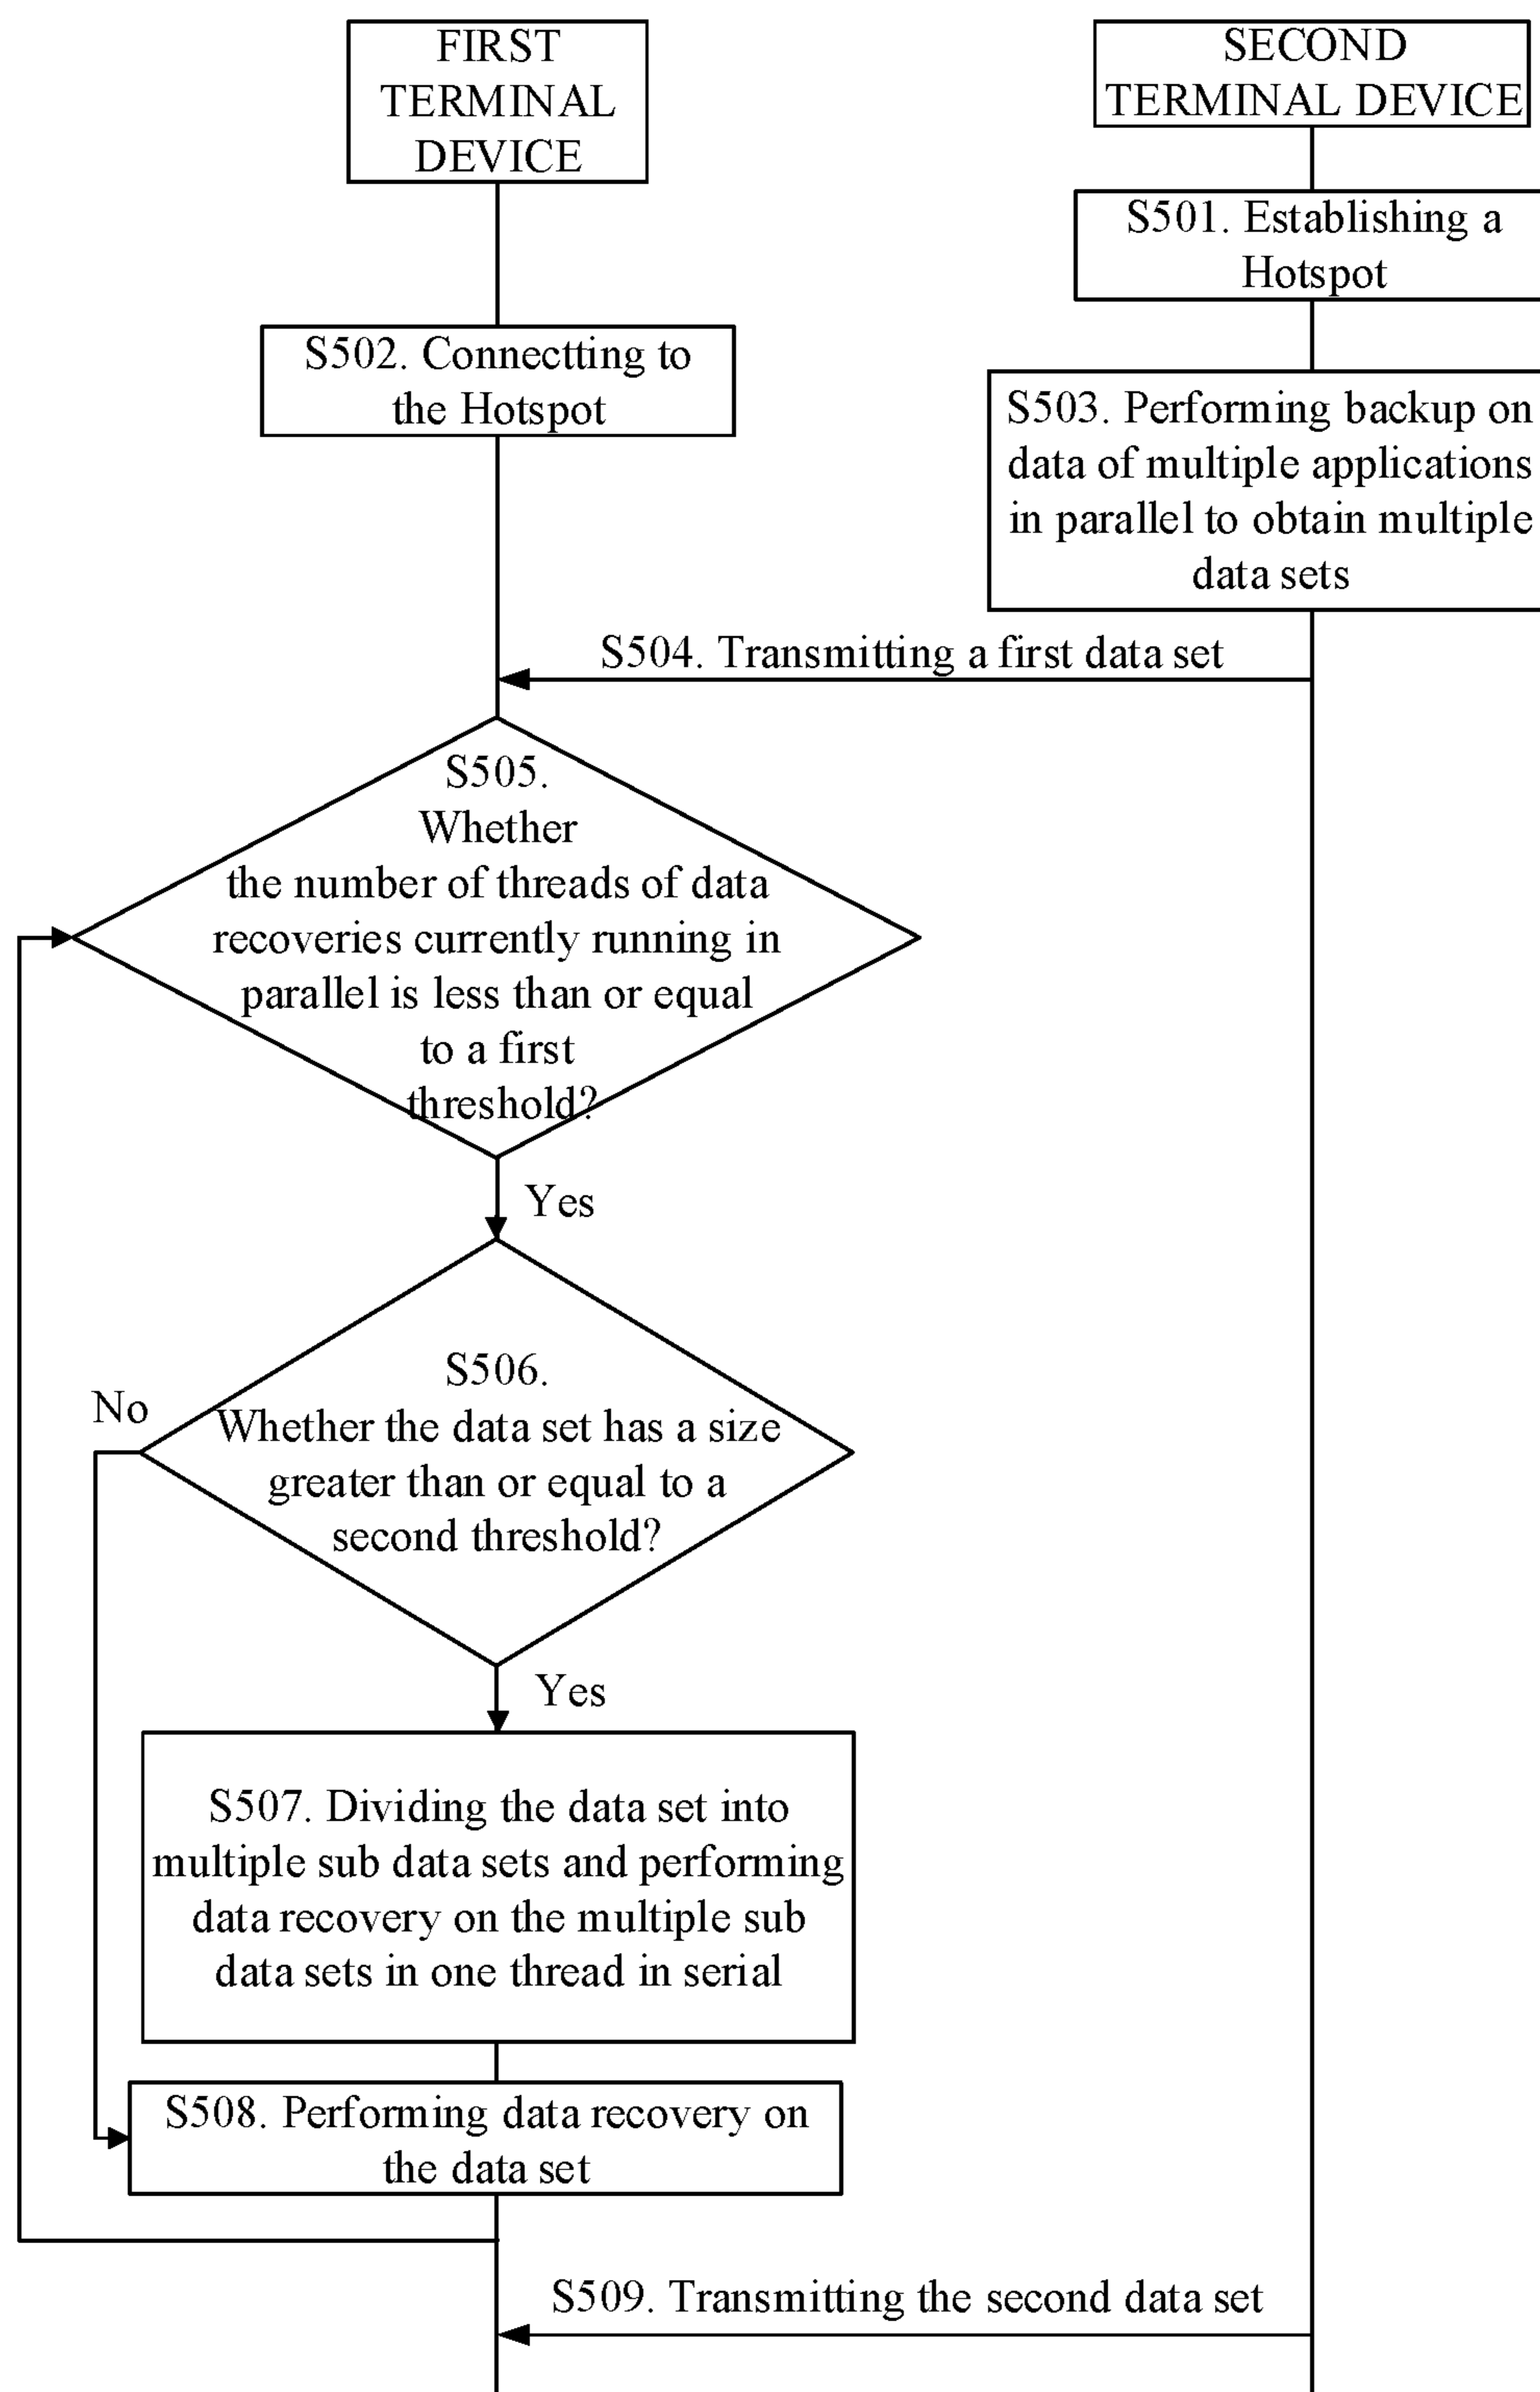 FIRST
TERMINAL
DEVICE
SECOND
TERMINAL DEVICE
S501. Establishing a
Hotspot
S502. Connectting to
the Hotspot
S503. Performing backup on
data of multiple applications
in parallel to obtain multiple
data sets
S504. Transmitting a first data set
S505.
Whether
the number of threads of data
recoveries currently running in
parallel is less than or equal
to a first
threshold?
Yes
S506.
Whether the data set has a size
greater than or equal to a
second threshold?
No
Yes
S507. Dividing the data set into
multiple sub data sets and performing
data recovery on the multiple sub
data sets in one thread in serial
S508. Performing data recovery on
the data set
S509. Transmitting the second data set